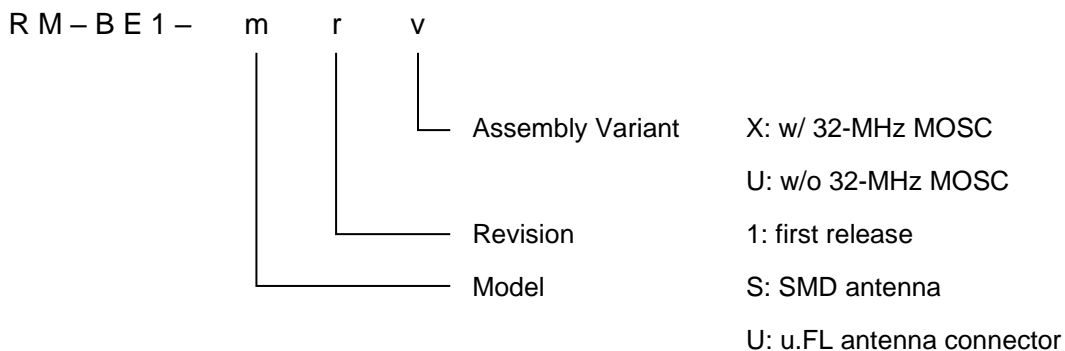 R M – B E 1 – m r v
Assembly Variant X: w/ 32-MHz MOSC
U: w/o 32-MHz MOSC
Revision 1: first release
Model S: SMD antenna
U: u.FL antenna connector